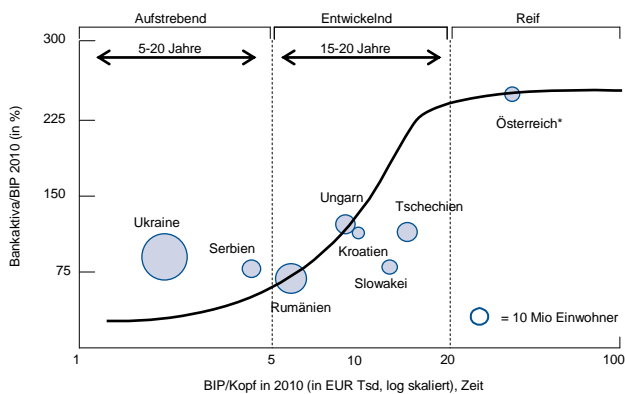 Aufstrebend
Entwickelnd
Reif
5-20 Jahre
15-20 Jahre
Bankaktiva/BIP 2010 (in %)
300
225
150
75
Österreich*
Ungarn
Tschechien
Ukraine
Serbien
Kroatien
Slowakei
Rumänien
= 10 Mio Einwohner
1
5
10
20
100
BIP/Kopf in 2010 (in EUR Tsd, log skaliert), Zeit